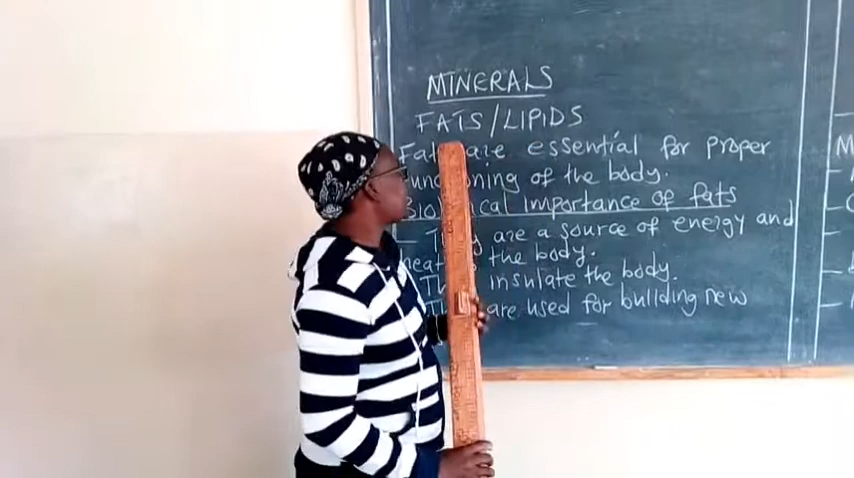 MINERALS
FATS/LIPIDS
are essential for proper
of the body.
Importance of fats
are a source of energy and
the body.
insulate the body.
are used for building new